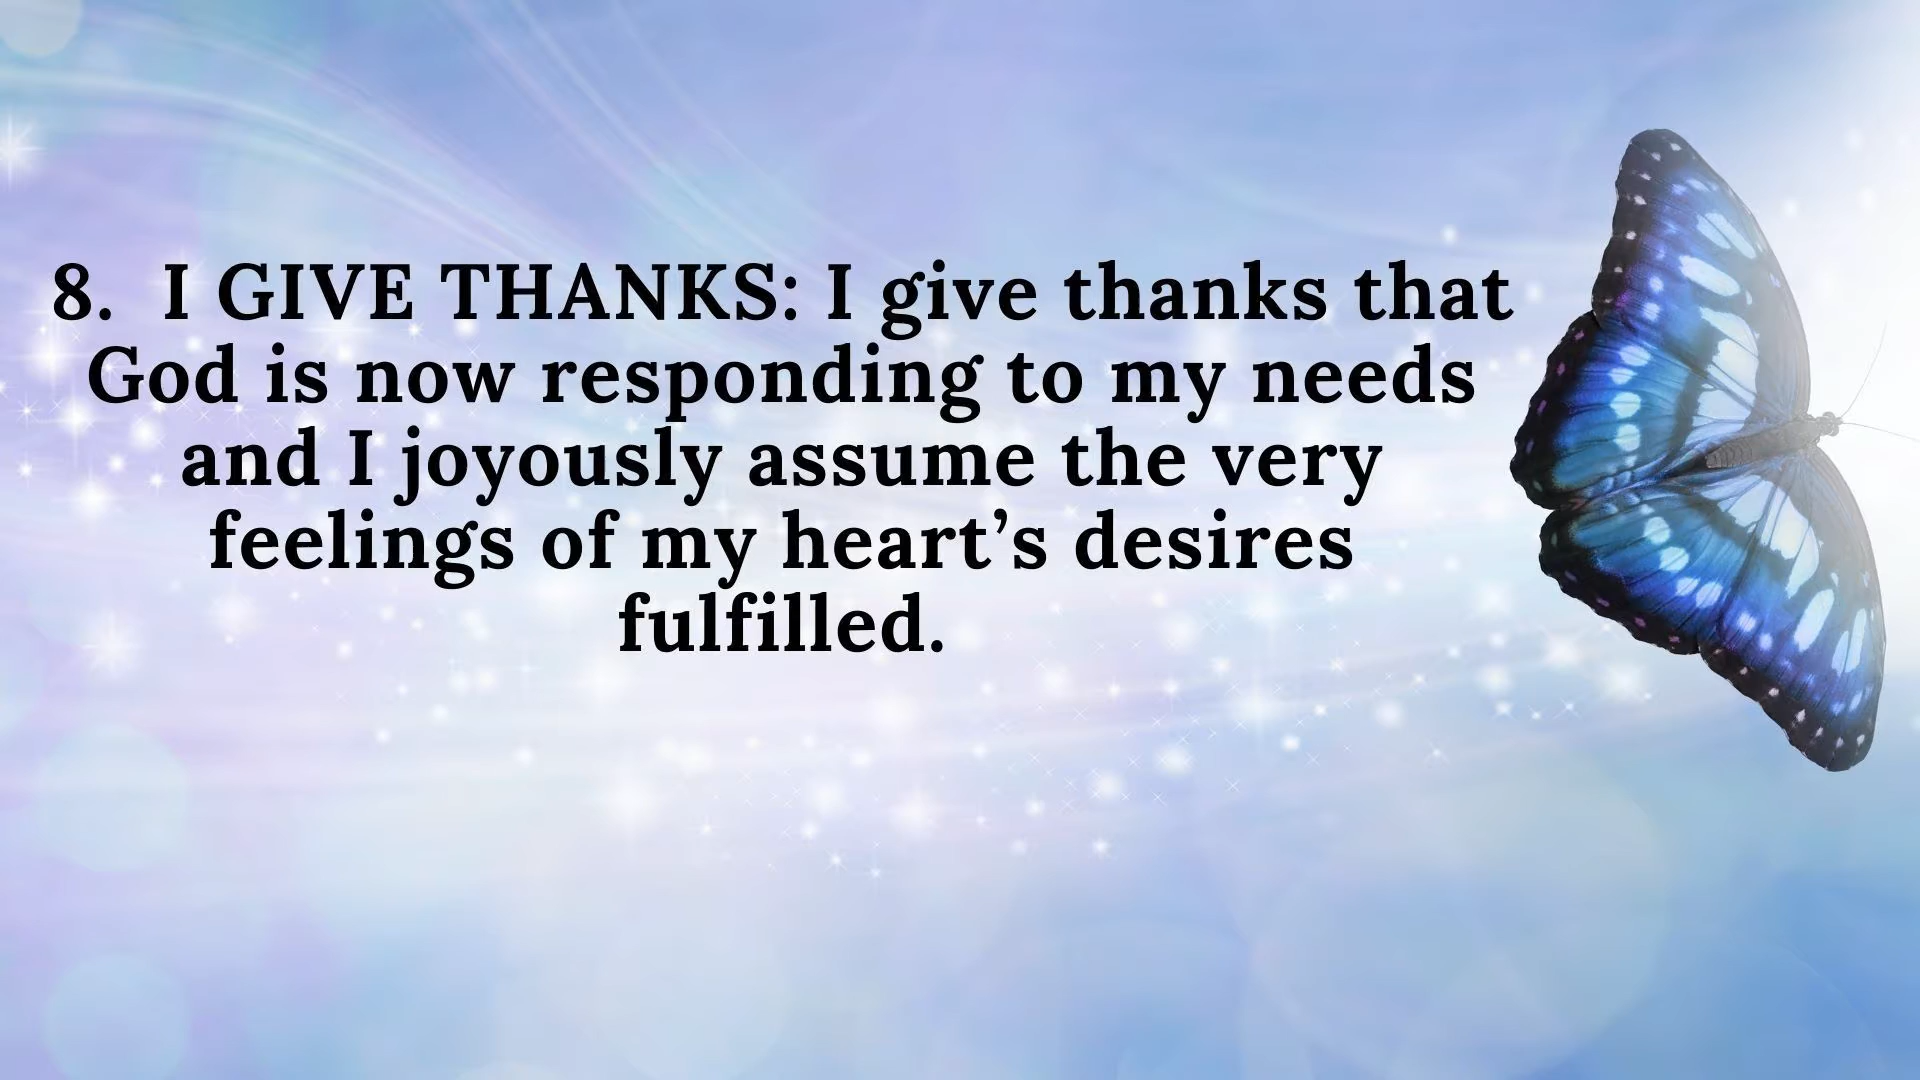 8.  I GIVE THANKS: I give thanks that
God is now responding to my needs
and I joyously assume the very
feelings of my heart’s desires
fulfilled.